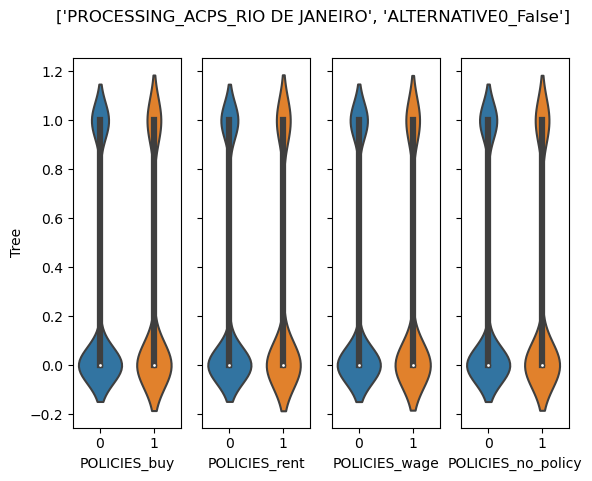 ['PROCESSING_ACPS_RIO DE JANEIRO', 'ALTERNATIVE0_False']
Tree
1.2
1.0
0.8
0.6
0.4
0.2
0.0
−0.2
0 1 0 1 0 1 0 1
POLICIES_buy POLICIES_rent POLICIES_wage POLICIES_no_policy